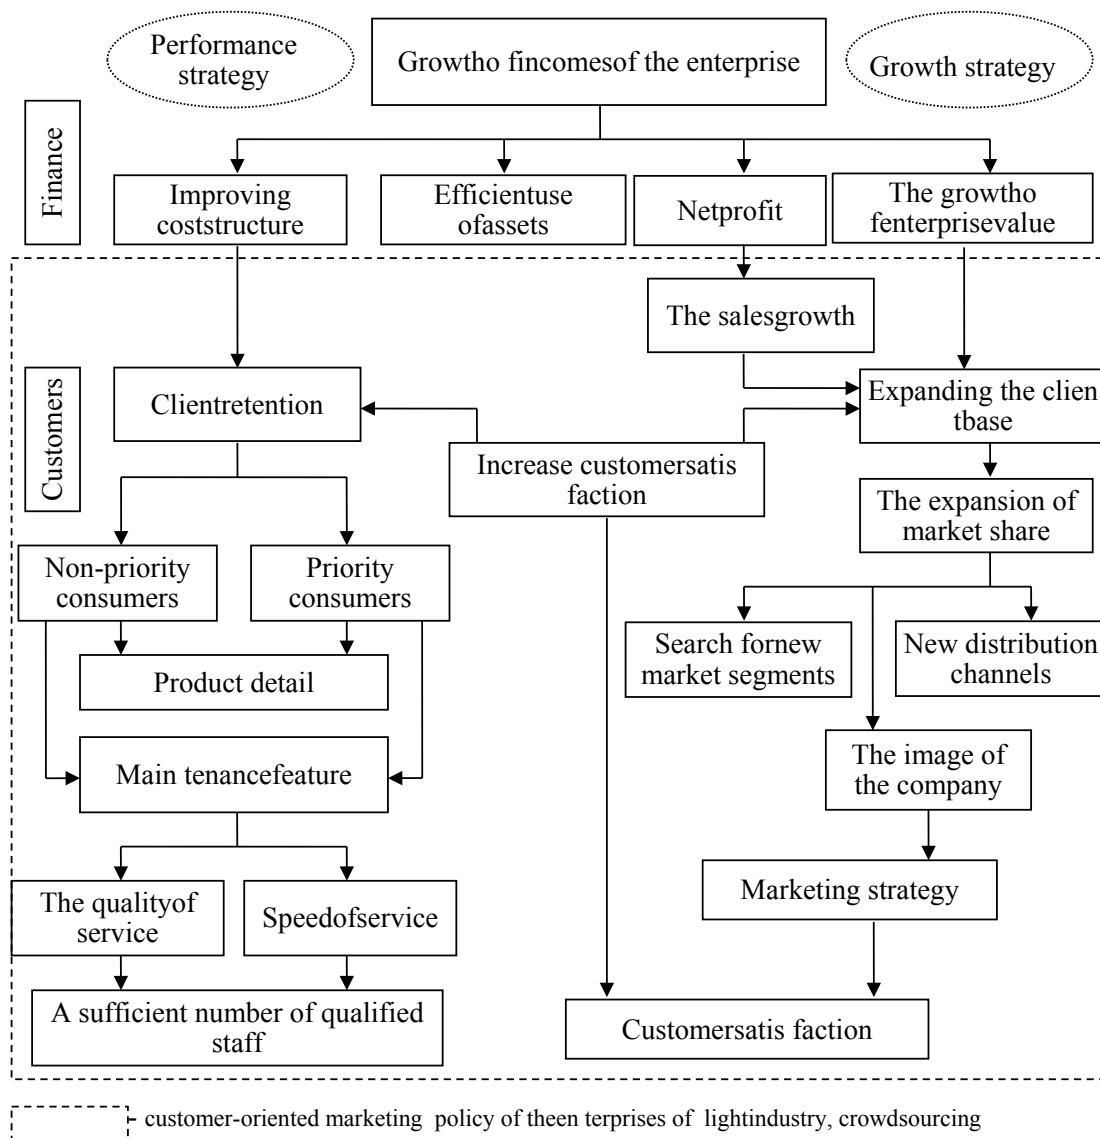 Performance
strategy
Growtho fincomesof the enterprise
Growth strategy
Finance
Improving
coststructure
Efficientuse
ofassets
Netprofit
The growtho
fenterprisevalue
The salesgrowth
Customers
Clientretention
Expanding the clien
tbase
Increase customersatis
faction
The expansion of
market share
Non-priority
consumers
Priority
consumers
Search fornew
market segments
New distribution
channels
Product detail
The image of
the company
Main tenancefeature
Marketing strategy
The qualityof
service
Speedofservice
A sufficient number of qualified
staff
Customersatis faction
- customer-oriented marketing policy of theen terprises of lightindustry, crowdsourcing